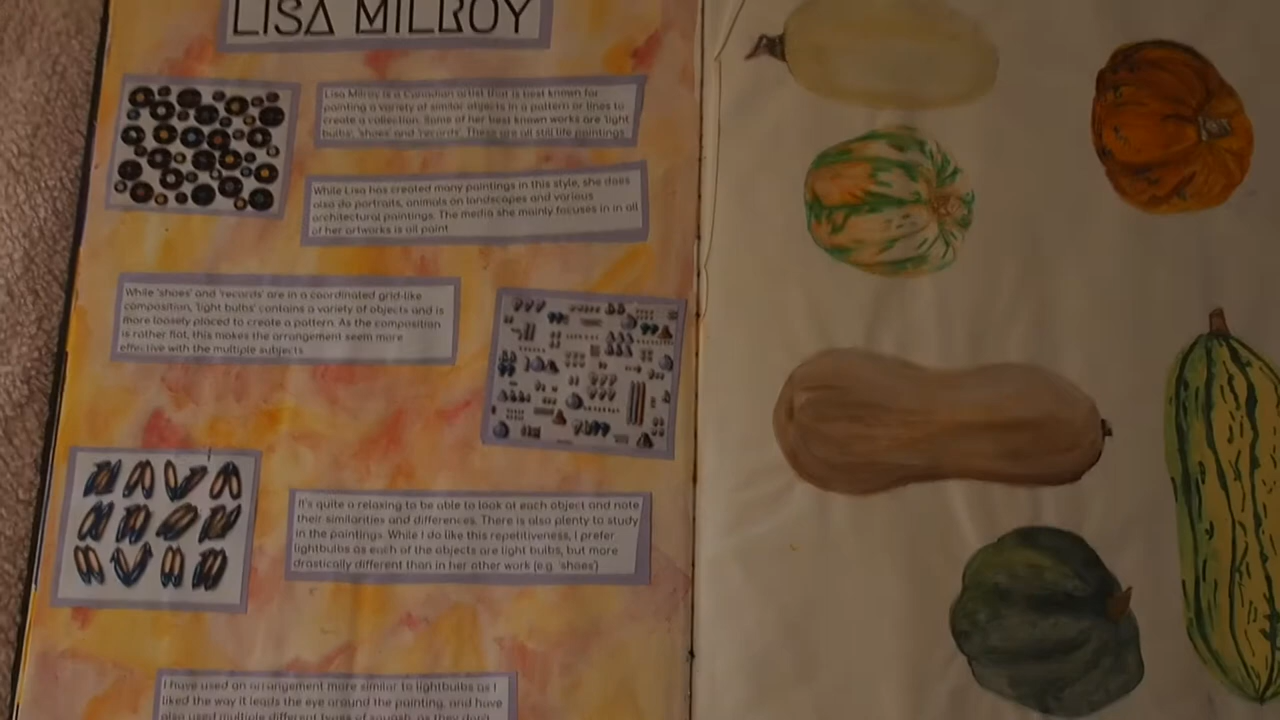 LISA MILROY
Lisa Milroy is a Canadian artist that is best known for
painting a variety of similar objects in a pattern or lines to
create a collection. Some of her best known works are 'light
bulbs', 'shoes' and 'records'. These are all still life paintings.
While Lisa has created many paintings in this style, she does
also do portraits, animals on landscapes and various
architectural paintings. The media she mainly focuses in in all
of her artworks is oil paint
While 'shoes' and 'records' are in a coordinated grid-like
composition, 'light bulbs' contains a variety of objects and is
more loosely placed to create a pattern. As the composition
is rather flat, this makes the arrangement seem more
effective with the multiple subjects.
It's quite a relaxing to be able to look at each object and note
their similarities and differences. There is also plenty to study
in the paintings. While I do like this repetitiveness, I prefer
lightbulbs as each of the objects are light bulbs, but more
drastically different than in her other work (e.g. 'shoes')
I have used an arrangement more similar to lightbulbs as I
liked the way it leads the eye around the painting, and have
also used multiple different types of squash, as they don't